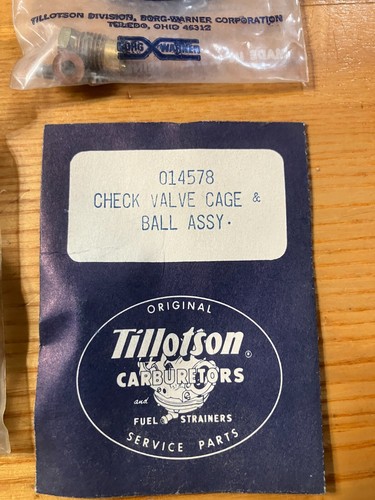 TILLOTSON DIVISION, BORG-WARNER CORPORATION
TOLEDO, OHIO 43612
BORG WARNER
MADE
014578
CHECK VALVE CAGE &
BALL ASSY.
ORIGINAL
Tillotson®
CARBURETORS
and
FUEL STRAINERS
SERVICE PARTS